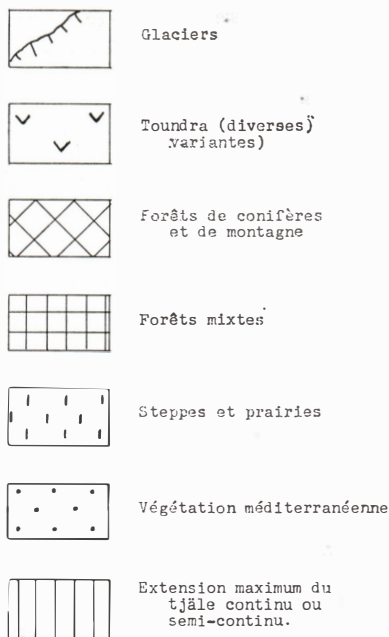 Glaciers
Toundra (diverses)
variantes)
Forêts de conifères
et de montagne
Forêts mixtes
Steppes et prairies
Végétation méditerranéenne
Extension maximum du
tjäle continu ou
semi-continu.